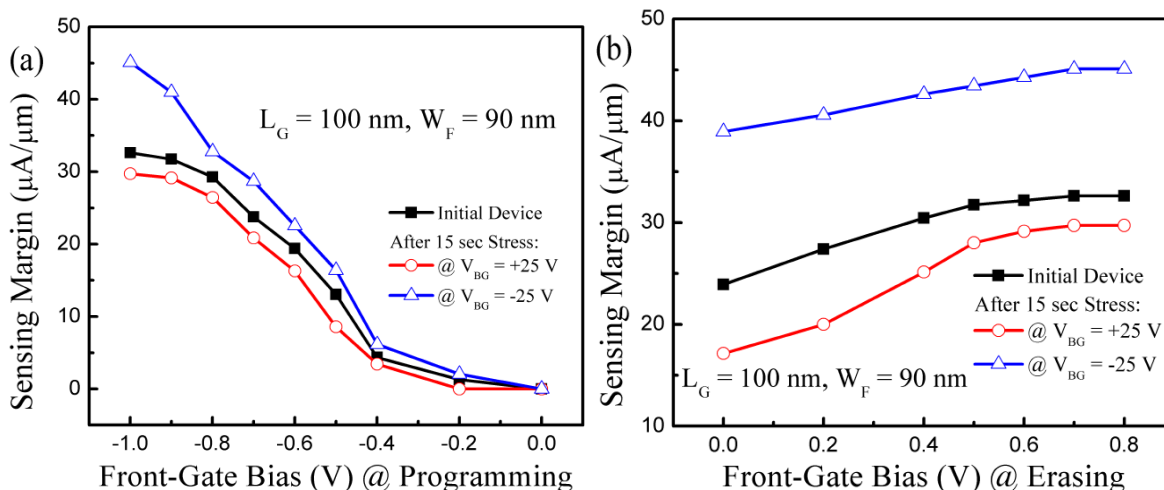 (a)
50
40
30
20
10
0
Sensing Margin (µA/µm)
L_G = 100 nm, W_F = 90 nm
Initial Device
After 15 sec Stress:
@ V_BG = +25 V
@ V_BG = -25 V
-1.0 -0.8 -0.6 -0.4 -0.2 0.0
Front-Gate Bias (V) @ Programming
(b)
50
40
30
20
10
Sensing Margin (µA/µm)
Initial Device
After 15 sec Stress:
@ V_BG = +25 V
@ V_BG = -25 V
L_G = 100 nm, W_F = 90 nm
0.0 0.2 0.4 0.6 0.8
Front-Gate Bias (V) @ Erasing